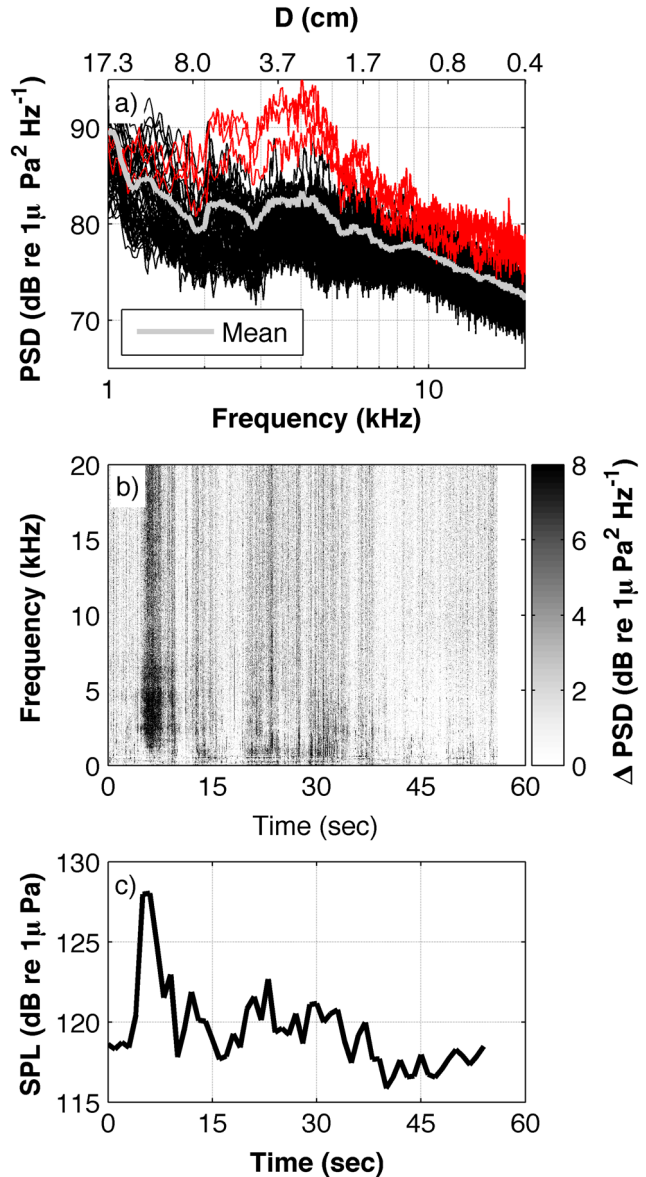 D (cm)
17.3 8.0 3.7 1.7 0.8 0.4
a)
90
80
70
PSD (dB re 1μ Pa² Hz⁻¹)
Mean
1 10
Frequency (kHz)
b)
20
15
10
5
0
Frequency (kHz)
0 15 30 45 60
Time (sec)
8
6
4
2
0
Δ PSD (dB re 1μ Pa² Hz⁻¹)
c)
130
125
120
115
SPL (dB re 1μ Pa)
0 15 30 45 60
Time (sec)